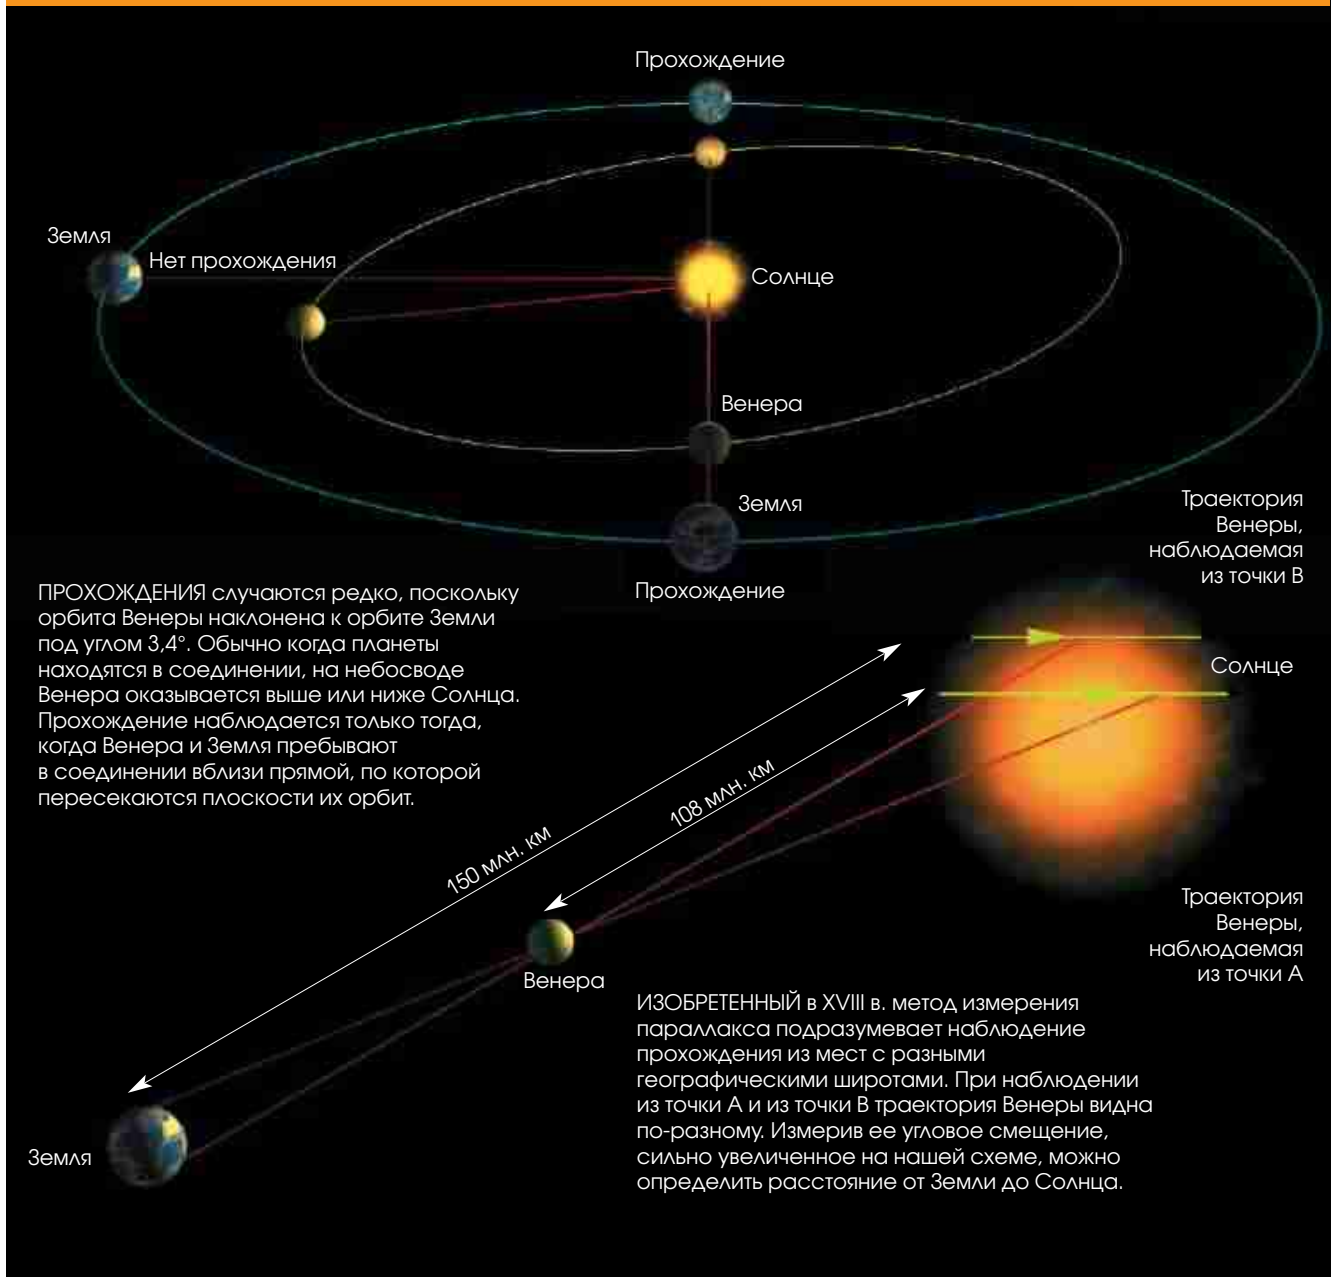 Прохождение
Земля
Нет прохождения
Солнце
Венера
Земля
Прохождение
Траектория
Венеры,
наблюдаемая
из точки В
ПРОХОЖДЕНИЯ случаются редко, поскольку
орбита Венеры наклонена к орбите Земли
под углом 3,4°. Обычно когда планеты
находятся в соединении, на небосводе
Венера оказывается выше или ниже Солнца.
Прохождение наблюдается только тогда,
когда Венера и Земля пребывают
в соединении вблизи прямой, по которой
пересекаются плоскости их орбит.
Солнце
108 млн. км
150 млн. км
Траектория
Венеры,
наблюдаемая
из точки А
Венера
Земля
ИЗОБРЕТЕННЫЙ в XVIII в. метод измерения
параллакса подразумевает наблюдение
прохождения из мест с разными
географическими широтами. При наблюдении
из точки А и из точки В траектория Венеры видна
по-разному. Измерив ее угловое смещение,
сильно увеличенное на нашей схеме, можно
определить расстояние от Земли до Солнца.